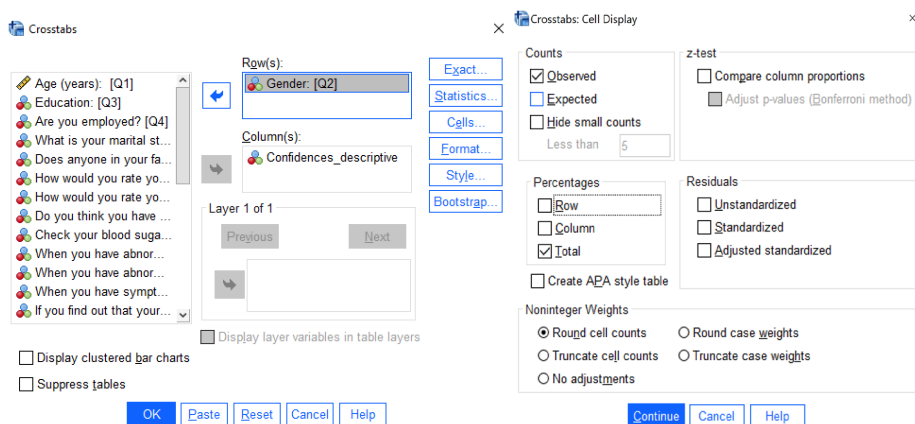 Crosstabs
Age (years): [Q1]
Education: [Q3]
Are you employed? [Q4]
What is your marital st...
Does anyone in your fa...
How would you rate yo...
How would you rate yo...
Do you think you have ...
Check your blood suga...
When you have abnor...
When you have abnor...
When you have sympt...
If you find out that your...
Row(s):
Gender: [Q2]
Column(s):
Confidences_descriptive
Layer 1 of 1
Previous
Next
Display layer variables in table layers
Exact...
Statistics...
Cells...
Format...
Style...
Bootstrap...
Display clustered bar charts
Suppress tables
OK
Paste
Reset
Cancel
Help
Crosstabs: Cell Display
Counts
Observed
Expected
Hide small counts
Less than 5
z-test
Compare column proportions
Adjust p-values (Bonferroni method)
Percentages
Row
Column
Total
Residuals
Unstandardized
Standardized
Adjusted standardized
Create APA style table
Noninteger Weights
Round cell counts
Round case weights
Truncate cell counts
Truncate case weights
No adjustments
Continue
Cancel
Help